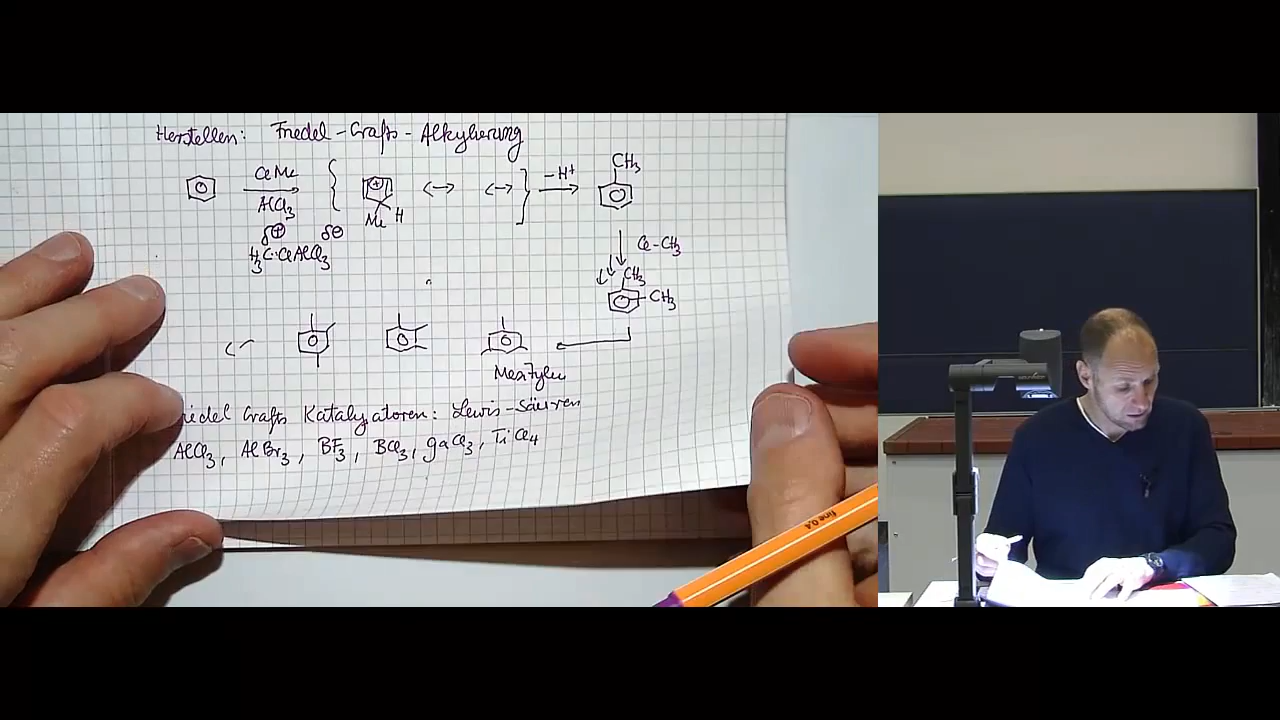 Herstellen: Friedel-Crafts-Alkylierung
ClMe
AlCl3
δ⊕ δ⊖
H3C·ClAlCl3
⊕
Me H
-H+
CH3
Cl-CH3
CH3
CH3
Mesitylen
iedel Crafts Katalysatoren: Lewis-Säuren
AlCl3, AlBr3, BF3, BCl3, GaCl3, TiCl4
fine 0.4